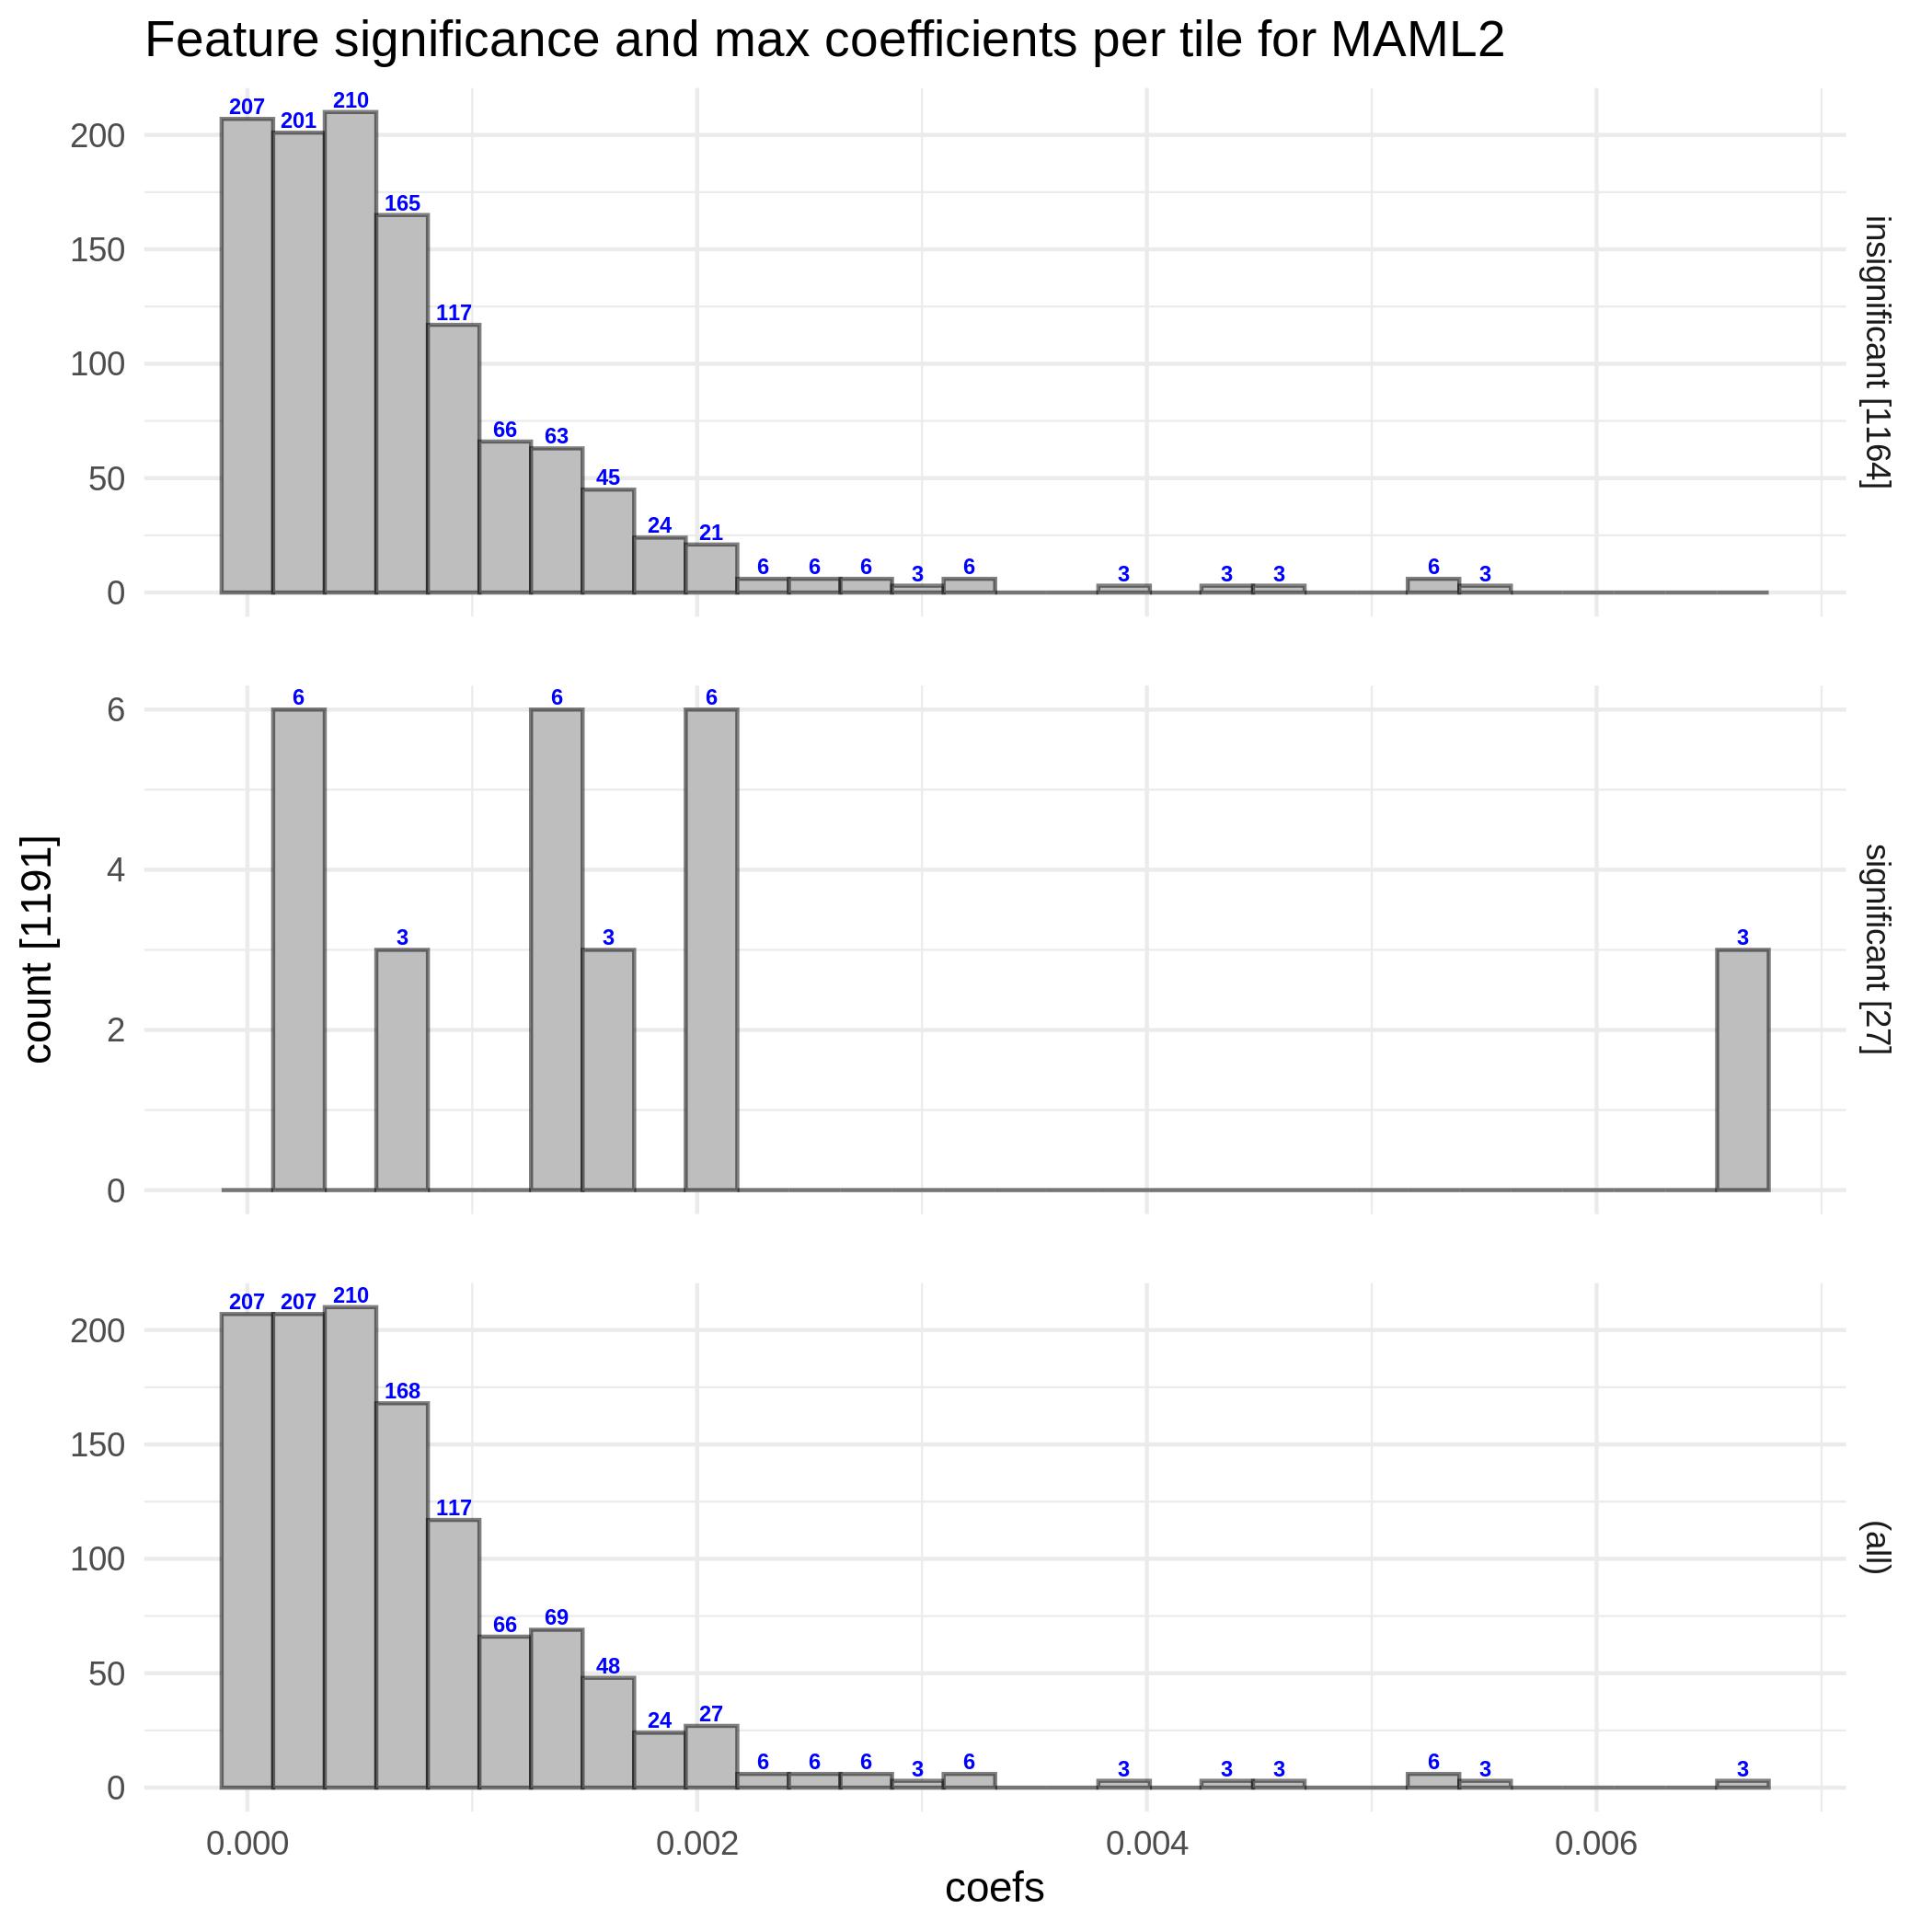 Feature significance and max coefficients per tile for MAML2
207 201 210 165 117 66 63 45 24 21 6 6 6 3 6 3 3 3 6 3
200
150
100
50
0
insignificant [1164]
6 3 6 3 6 3
6
4
2
0
significant [27]
count [1191]
207 207 210 168 117 66 69 48 24 27 6 6 6 3 6 3 3 3 6 3 3
200
150
100
50
0
(all)
0.000 0.002 0.004 0.006
coefs